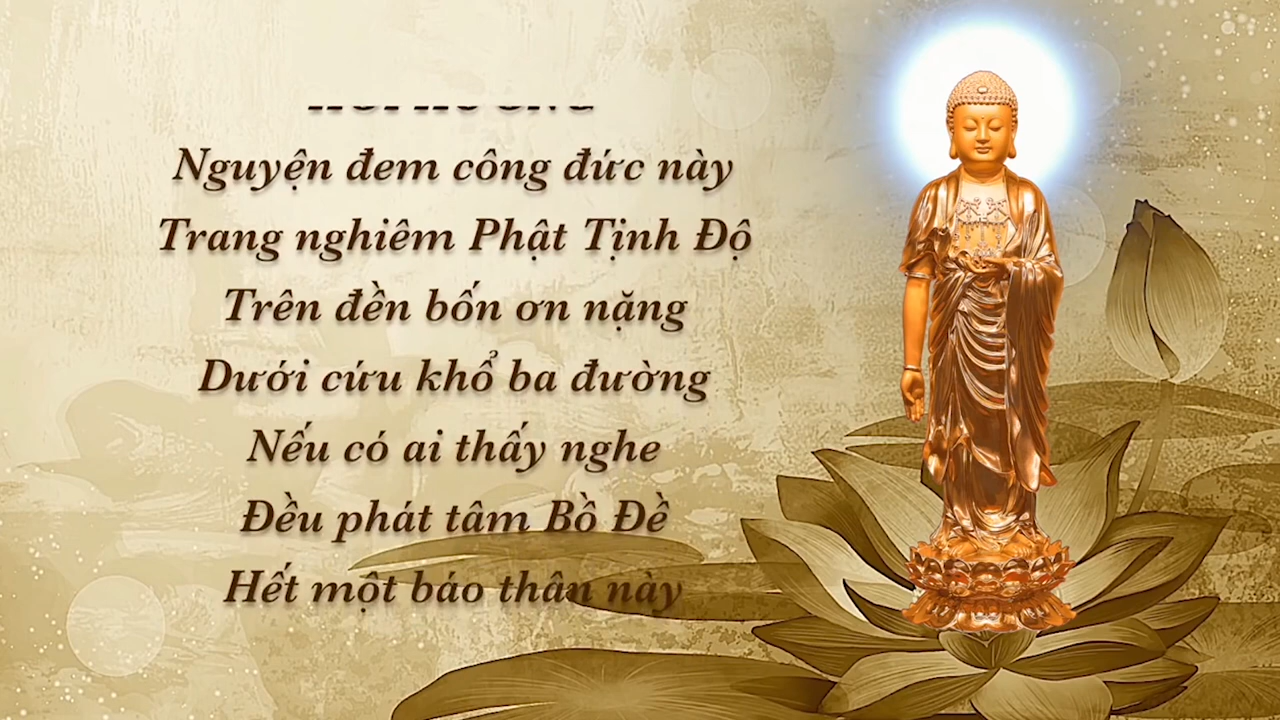 Nguyện đem công đức này
Trang nghiêm Phật Tịnh Độ
Trên đền bốn ơn nặng
Dưới cứu khổ ba đường
Nếu có ai thấy nghe
Đều phát tâm Bồ Đề
Hết một báo thân này